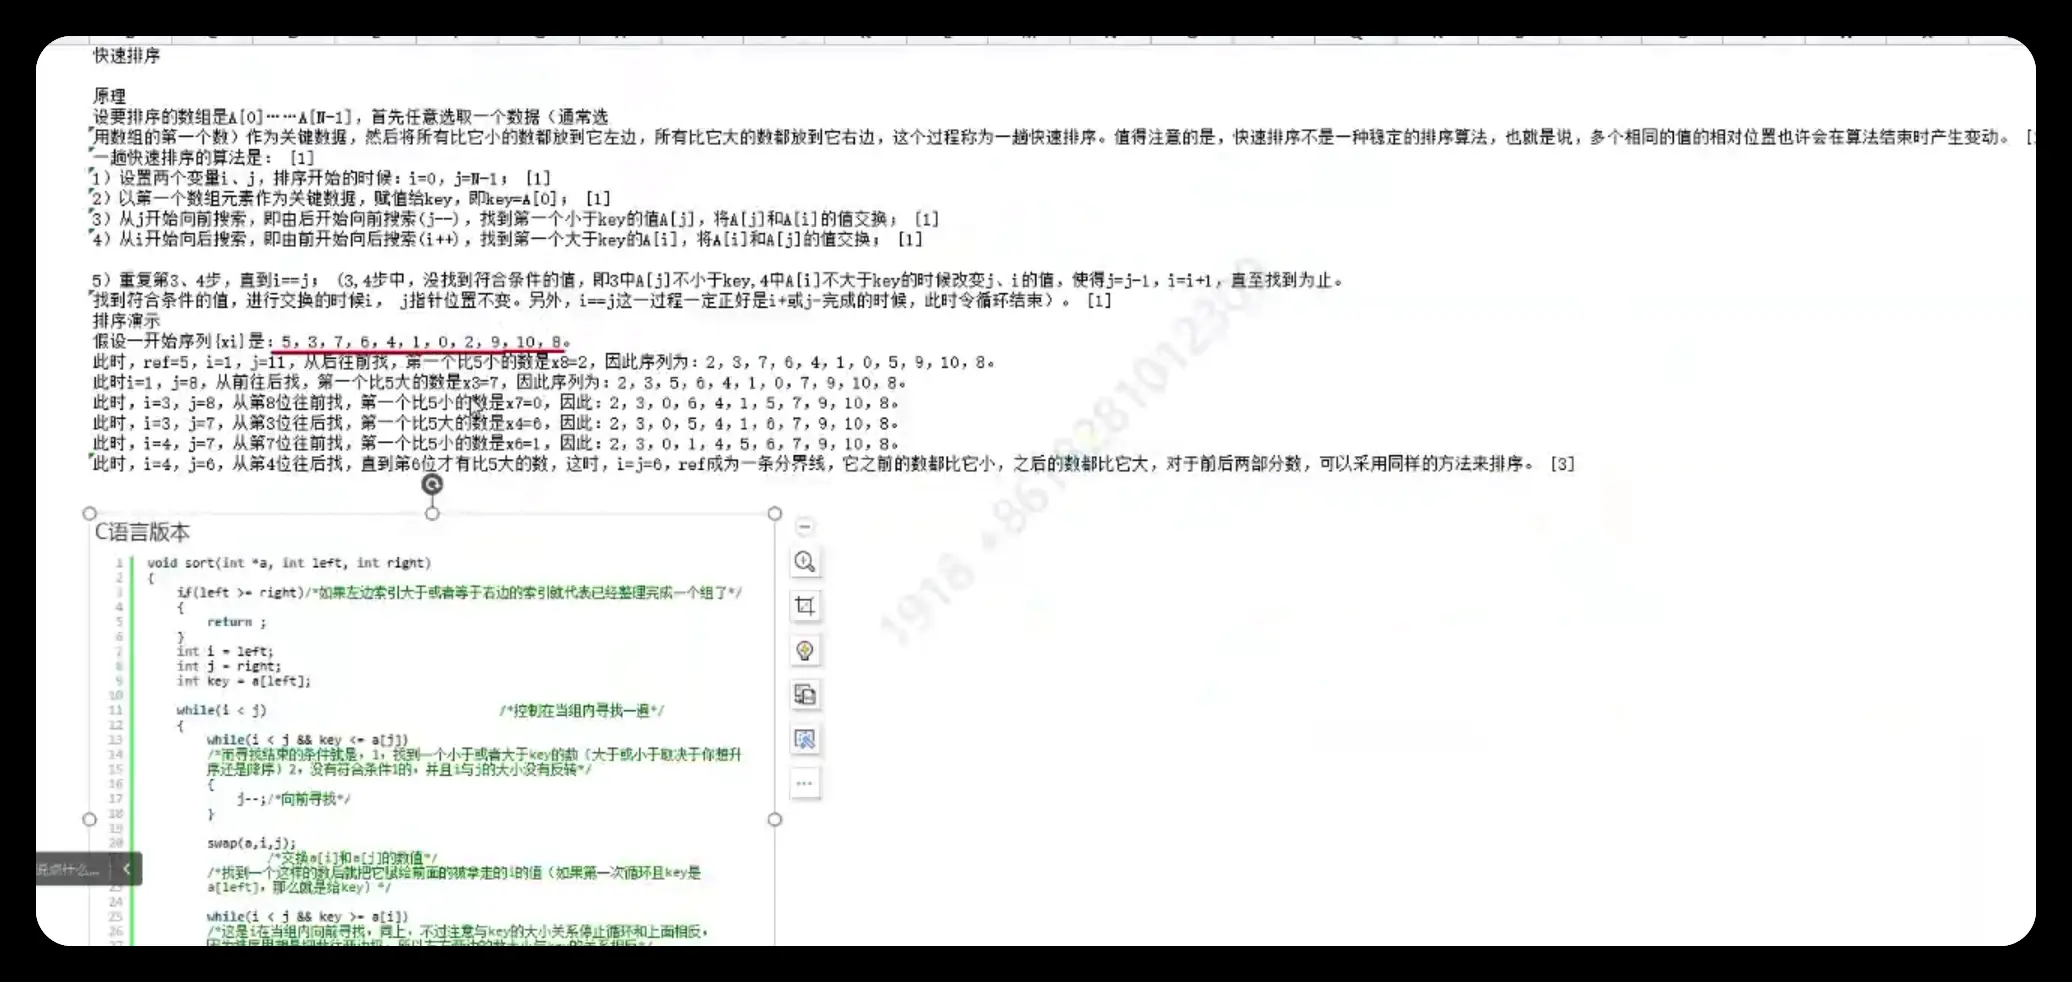 快速排序
原理
设要排序的数组是A[0]……A[N-1]，首先任意选取一个数据（通常选
用数组的第一个数）作为关键数据，然后将所有比它小的数都放到它左边，所有比它大的数都放到它右边，这个过程称为一趟快速排序。值得注意的是，快速排序不是一种稳定的排序算法，也就是说，多个相同的值的相对位置也许会在算法结束时产生变动。
一趟快速排序的算法是： [1]
1）设置两个变量i、j，排序开始的时候：i=0，j=N-1； [1]
2）以第一个数组元素作为关键数据，赋值给key，即key=A[0]； [1]
3）从j开始向前搜索，即由后开始向前搜索(j--)，找到第一个小于key的值A[j]，将A[j]和A[i]的值交换； [1]
4）从i开始向后搜索，即由前开始向后搜索(i++)，找到第一个大于key的A[i]，将A[i]和A[j]的值交换； [1]
5）重复第3、4步，直到i==j；（3,4步中，没找到符合条件的值，即3中A[j]不小于key,4中A[i]不大于key的时候改变j、i的值，使得j=j-1，i=i+1，直至找到为止。
找到符合条件的值，进行交换的时候i， j指针位置不变。另外，i==j这一过程一定正好是i+或j-完成的时候，此时令循环结束）。 [1]
排序演示
假设一开始序列{xi}是：5，3，7，6，4，1，0，2，9，10，8。
此时，ref=5，i=1，j=11，从后往前找，第一个比5小的数是x8=2，因此序列为：2，3，7，6，4，1，0，5，9，10，8。
此时i=1，j=8，从前往后找，第一个比5大的数是x3=7，因此序列为：2，3，5，6，4，1，0，7，9，10，8。
此时，i=3，j=8，从第8位往前找，第一个比5小的数是x7=0，因此：2，3，0，6，4，1，5，7，9，10，8。
此时，i=3，j=7，从第3位往后找，第一个比5大的数是x4=6，因此：2，3，0，5，4，1，6，7，9，10，8。
此时，i=4，j=7，从第7位往前找，第一个比5小的数是x6=1，因此：2，3，0，1，4，5，6，7，9，10，8。
此时，i=4，j=6，从第4位往后找，直到第6位才有比5大的数，这时，i=j=6，ref成为一条分界线，它之前的数都比它小，之后的数都比它大，对于前后两部分数，可以采用同样的方法来排序。 [3]
C语言版本
1 void sort(int *a, int left, int right)
2 {
3 if(left >= right)/*如果左边索引大于或者等于右边的索引就代表已经整理完成一个组了*/
4 {
5 return ;
6 }
7 int i = left;
8 int j = right;
9 int key = a[left];
10
11 while(i < j) /*控制在当组内寻找一遍*/
12 {
13 while(i < j && key <= a[j])
14 /*而寻找结束的条件就是，1，找到一个小于或者大于key的数（大于或小于取决于你想升
15 序还是降序）2，没有符合条件1的，并且i与j的大小没有反转*/
16 {
17 j--;/*向前寻找*/
18 }
19
20 swap(a,i,j);
/*交换a[i]和a[j]的数值*/
/*找到一个这样的数后就把它赋给前面的被拿走的i的值（如果第一次循环且key是
23 a[left]，那么就是给key）*/
24
25 while(i < j && key >= a[i])
26 /*这是i在当组内向前寻找，同上，不过注意与key的大小关系停止循环和上面相反，
说点什么...